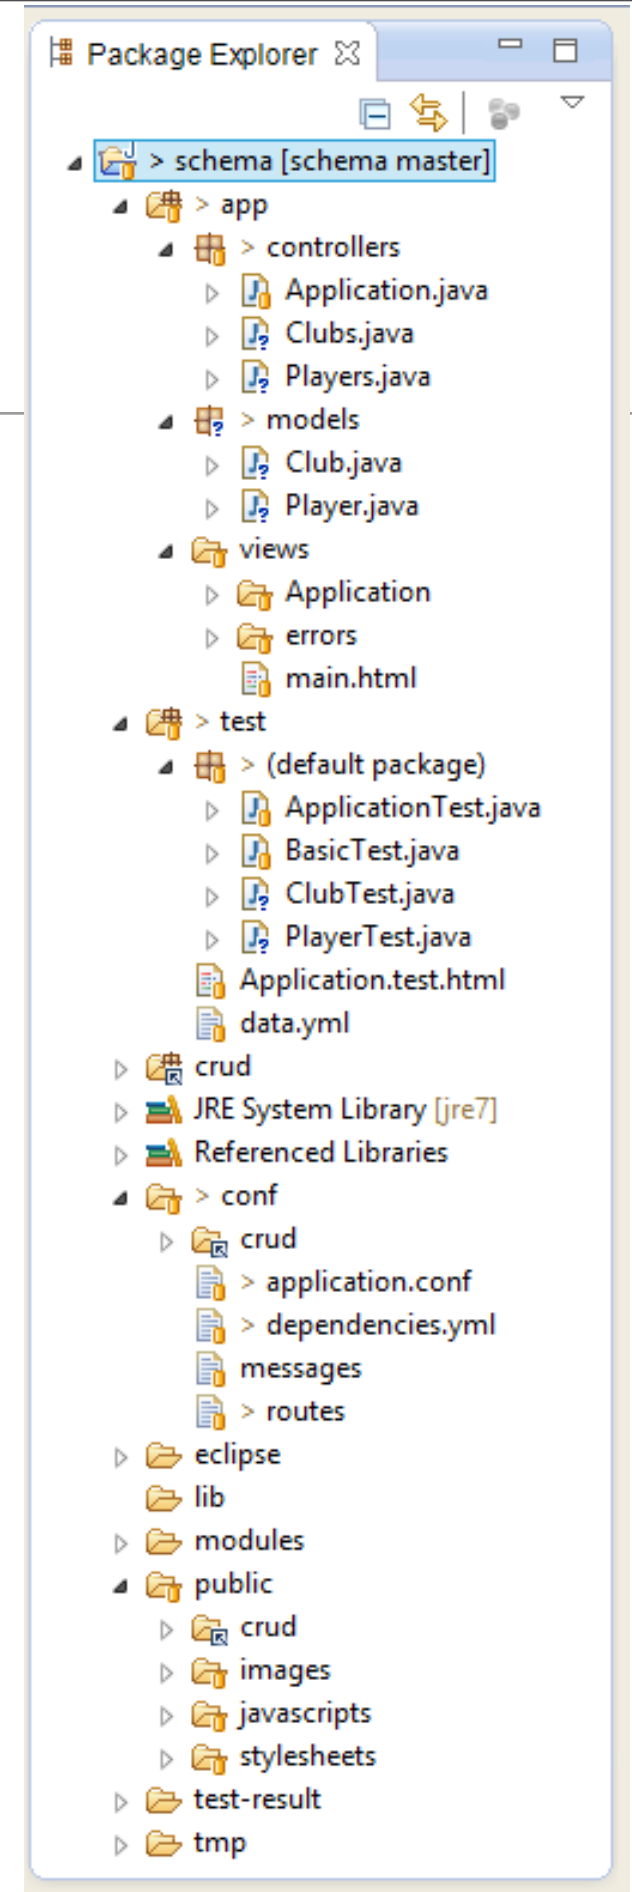 Package Explorer
> schema [schema master]
> app
> controllers
Application.java
Clubs.java
Players.java
> models
Club.java
Player.java
views
Application
errors
main.html
> test
> (default package)
ApplicationTest.java
BasicTest.java
ClubTest.java
PlayerTest.java
Application.test.html
data.yml
crud
JRE System Library [jre7]
Referenced Libraries
> conf
crud
> application.conf
> dependencies.yml
messages
> routes
eclipse
lib
modules
public
crud
images
javascripts
stylesheets
test-result
tmp